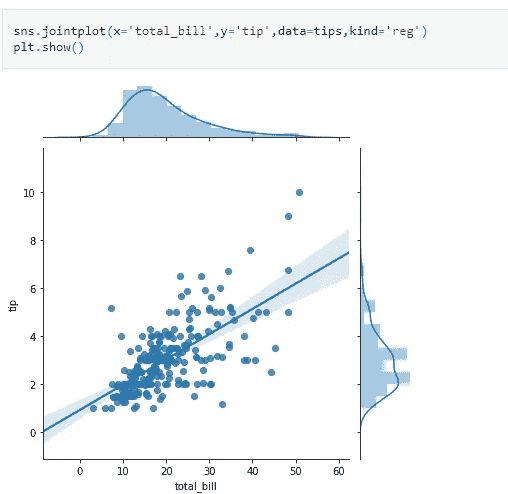 sns.jointplot(x='total_bill',y='tip',data=tips,kind='reg')
plt.show()
10
8
6
4
2
0
tip
0 10 20 30 40 50 60
total_bill